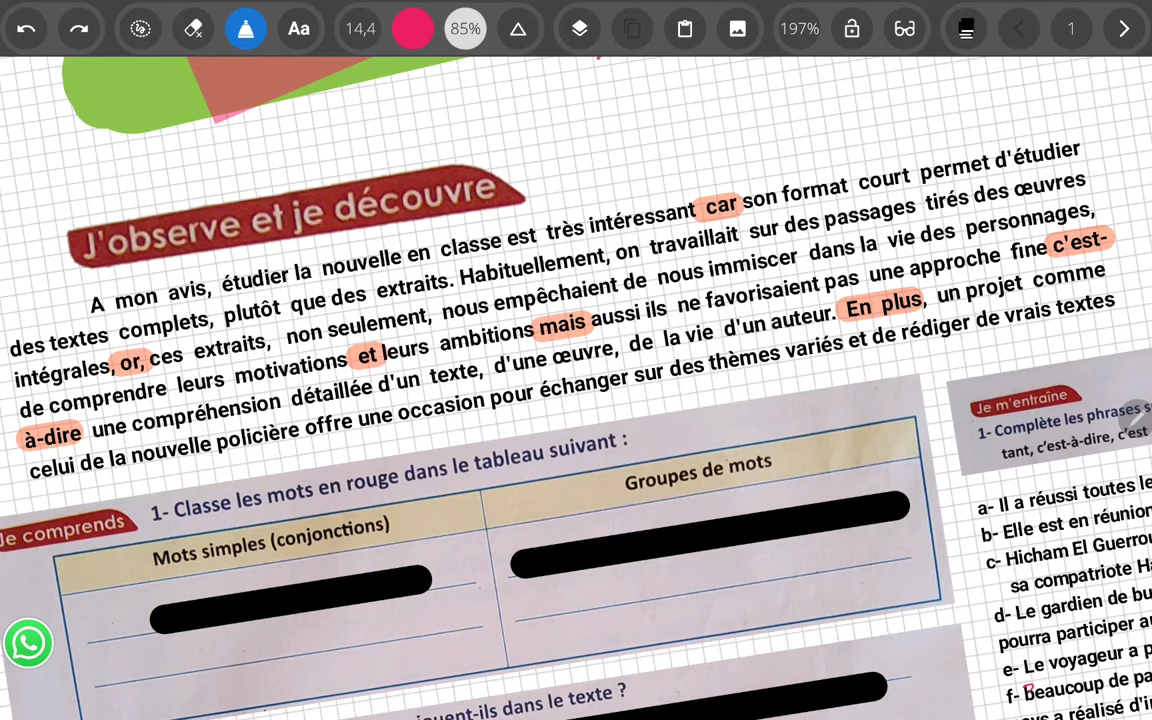 Aa 14,4 85% 197% 1
J'observe et je découvre
A mon avis, étudier la nouvelle en classe est très intéressant car son format court permet d'étudier
des textes complets, plutôt que des extraits. Habituellement, on travaillait sur des passages tirés des œuvres
intégrales, or, ces extraits, non seulement, nous empêchaient de nous immiscer dans la vie des personnages,
de comprendre leurs motivations et leurs ambitions mais aussi ils ne favorisaient pas une approche fine c'est-
à-dire une compréhension détaillée d'un texte, d'une œuvre, de la vie d'un auteur. En plus, un projet comme
celui de la nouvelle policière offre une occasion pour échanger sur des thèmes variés et de rédiger de vrais textes
Je comprends
1- Classe les mots en rouge dans le tableau suivant :
Mots simples (conjonctions)
Groupes de mots
dans le texte ?
Je m'entraîne
1- Complète les phrases
tant, c'est-à-dire, c'est
a- Il a réussi toutes
b- Elle est en réunion
c- Hicham El
sa compatriote
d- Le gardien de
pourra participer
e- Le voyageur a
f- beaucoup de
a réalisé